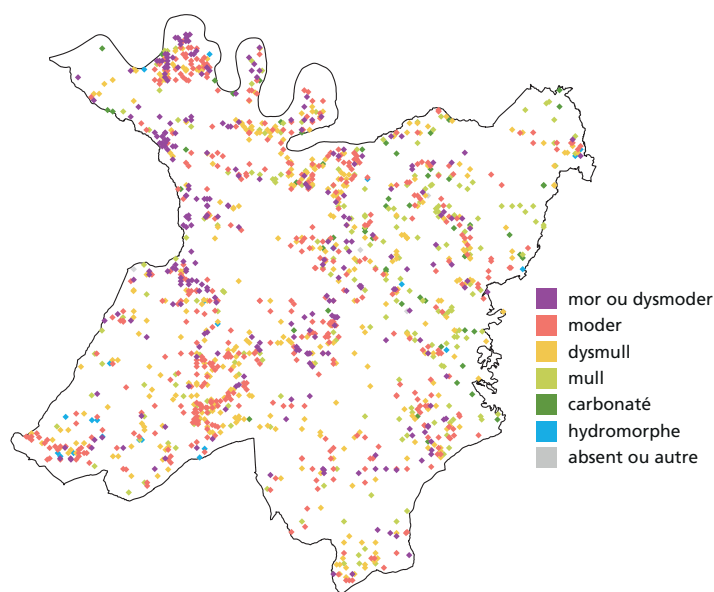 mor ou dysmoder
moder
dysmull
mull
carbonaté
hydromorphe
absent ou autre